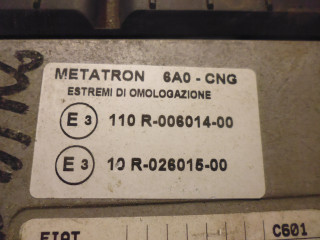 METATRON 6A0 - CNG
ESTREMI DI OMOLOGAZIONE
E 3 110 R-006014-00
E 3 10 R-026015-00
FIAT C601